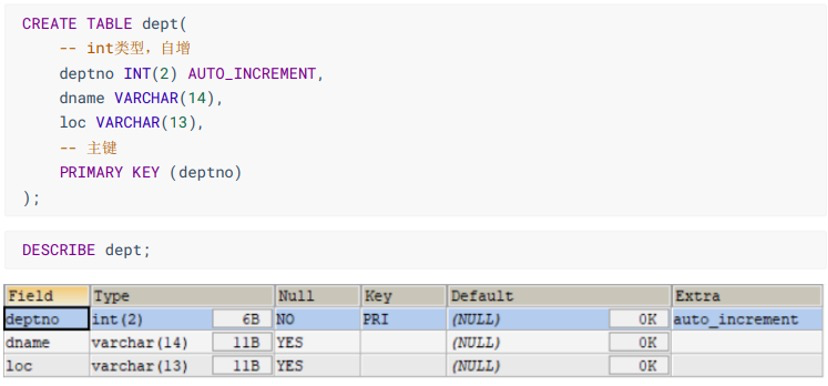 CREATE TABLE dept(
-- int类型，自增
deptno INT(2) AUTO_INCREMENT,
dname VARCHAR(14),
loc VARCHAR(13),
-- 主键
PRIMARY KEY (deptno)
);
DESCRIBE dept;
Field Type Null Key Default Extra
deptno int(2) 6B NO PRI (NULL) 0K auto_increment
dname varchar(14) 11B YES (NULL) 0K
loc varchar(13) 11B YES (NULL) 0K